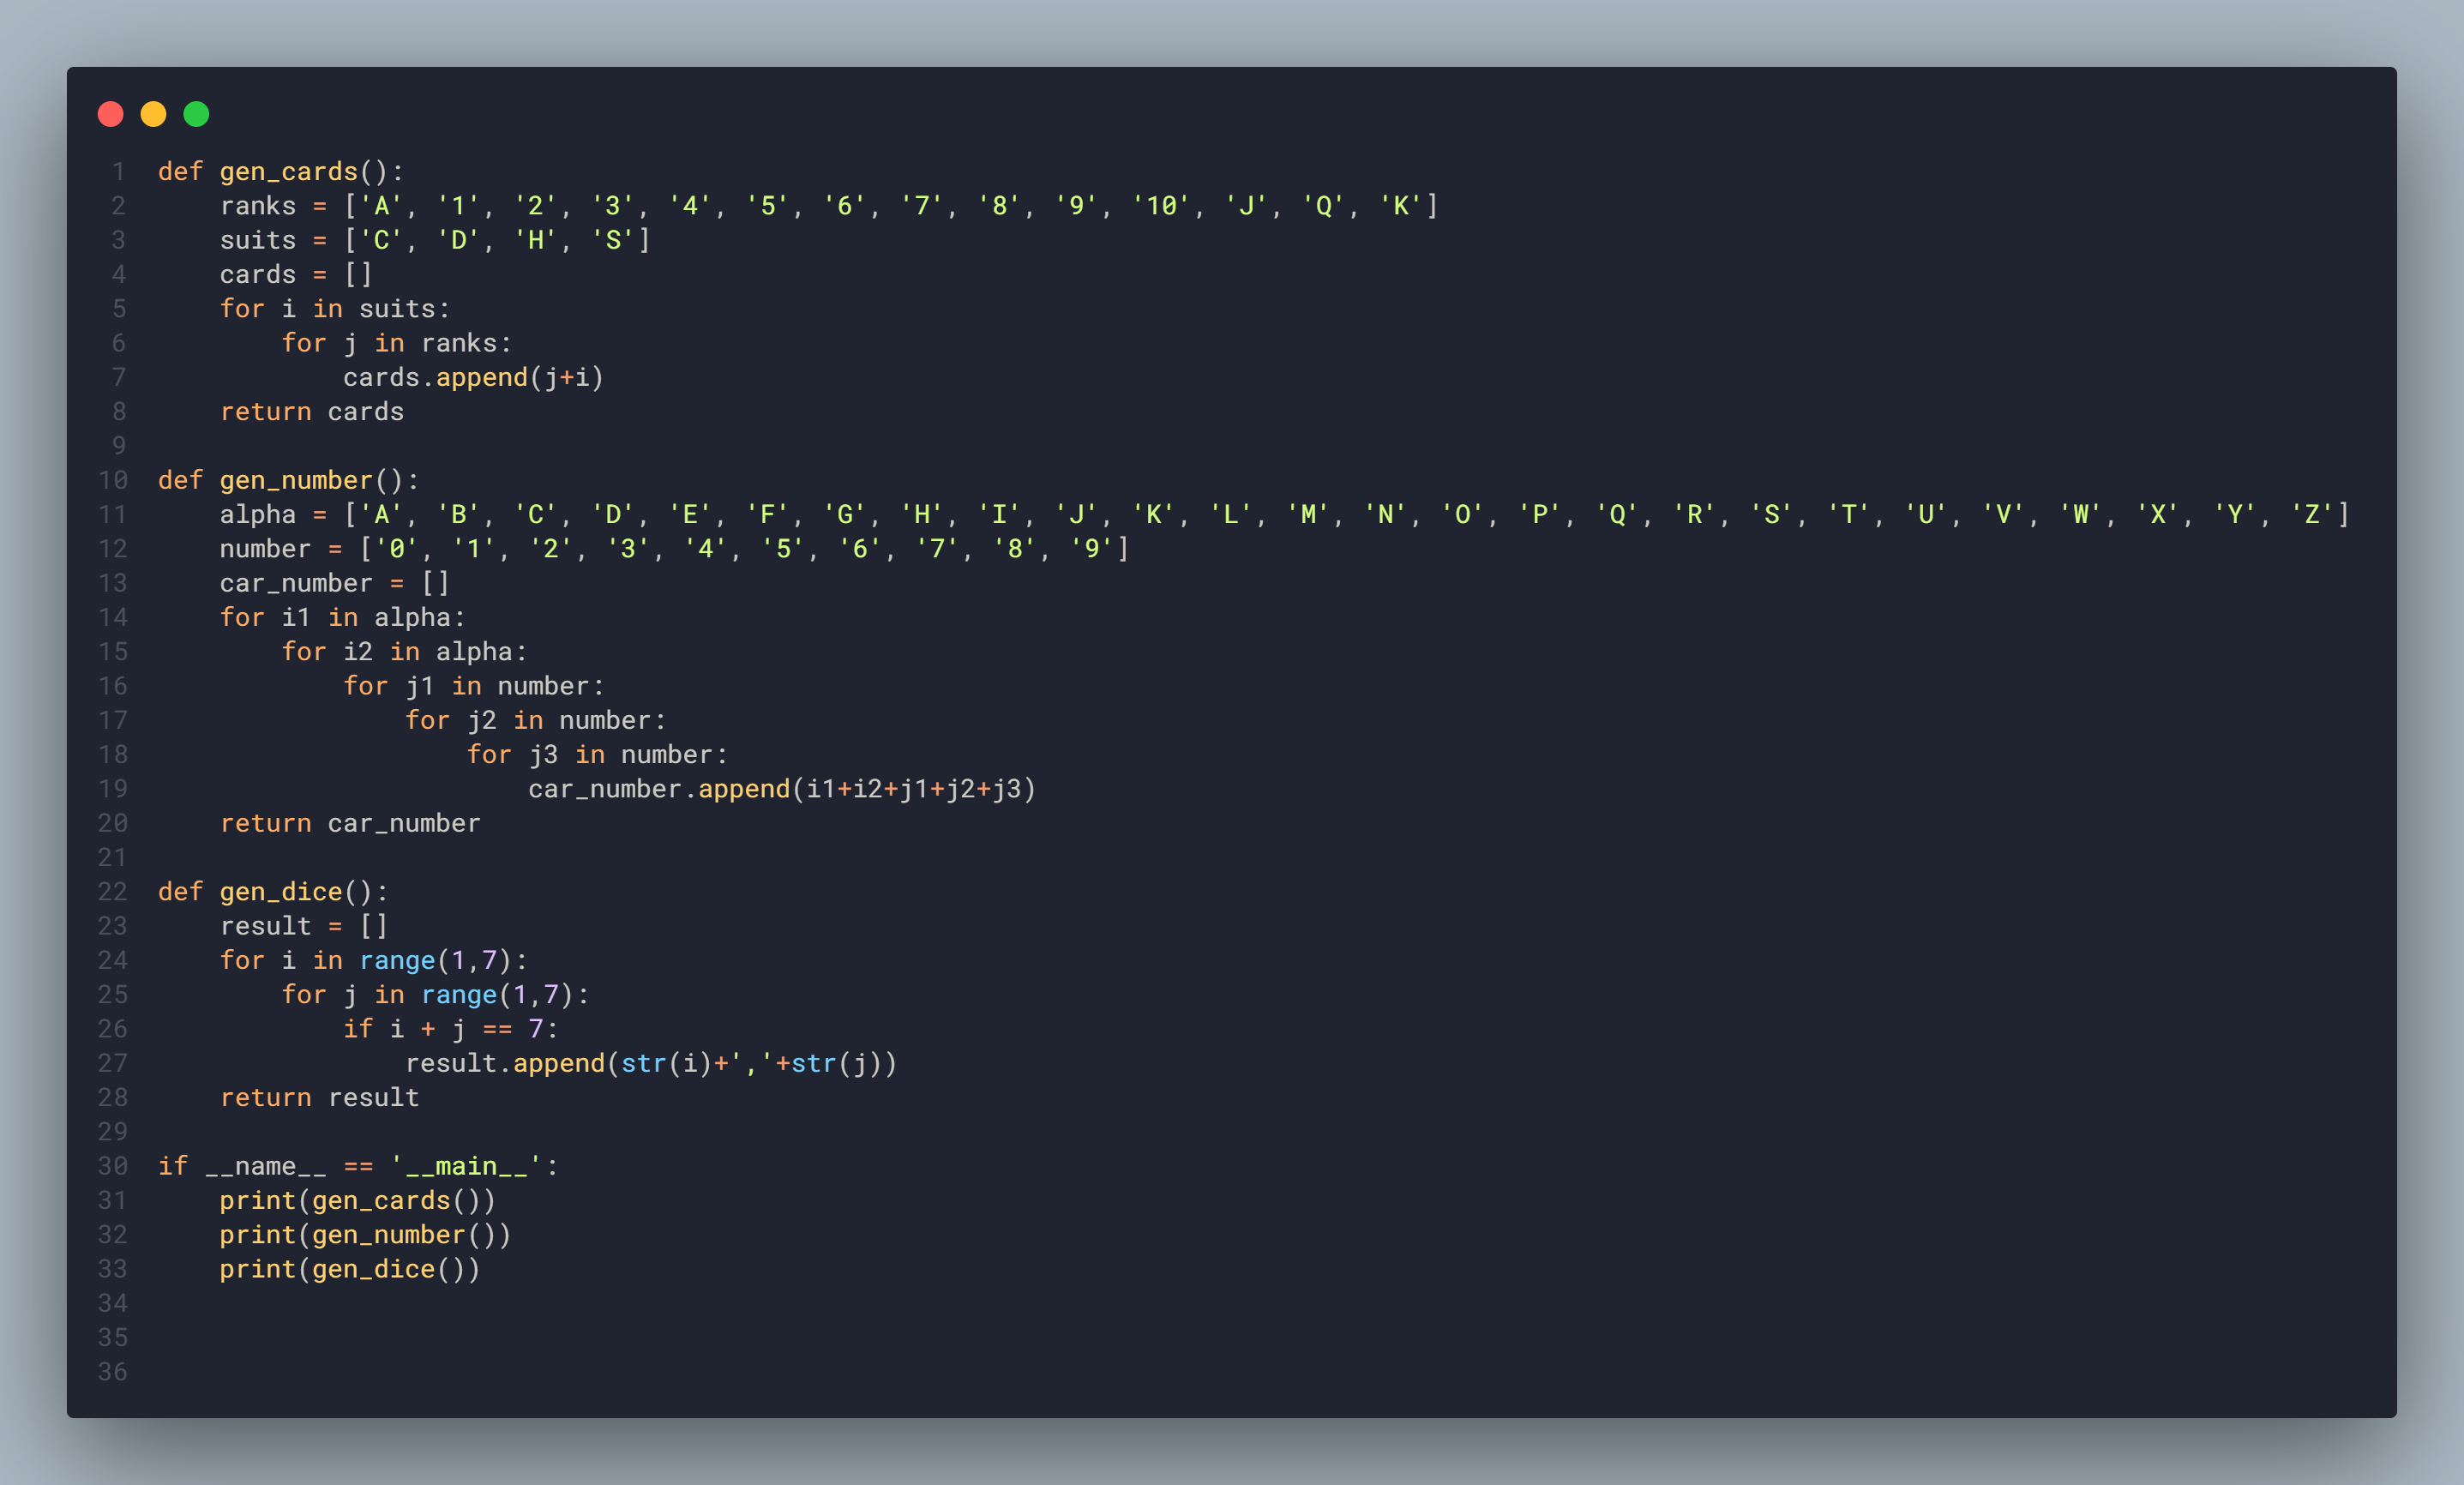 1 def gen_cards():
2     ranks = ['A', '1', '2', '3', '4', '5', '6', '7', '8', '9', '10', 'J', 'Q', 'K']
3     suits = ['C', 'D', 'H', 'S']
4     cards = []
5     for i in suits:
6         for j in ranks:
7             cards.append(j+i)
8     return cards
9
10 def gen_number():
11     alpha = ['A', 'B', 'C', 'D', 'E', 'F', 'G', 'H', 'I', 'J', 'K', 'L', 'M', 'N', 'O', 'P', 'Q', 'R', 'S', 'T', 'U', 'V', 'W', 'X', 'Y', 'Z']
12     number = ['0', '1', '2', '3', '4', '5', '6', '7', '8', '9']
13     car_number = []
14     for i1 in alpha:
15         for i2 in alpha:
16             for j1 in number:
17                 for j2 in number:
18                     for j3 in number:
19                         car_number.append(i1+i2+j1+j2+j3)
20     return car_number
21
22 def gen_dice():
23     result = []
24     for i in range(1,7):
25         for j in range(1,7):
26             if i + j == 7:
27                 result.append(str(i)+','+str(j))
28     return result
29
30 if __name__ == '__main__':
31     print(gen_cards())
32     print(gen_number())
33     print(gen_dice())
34
35
36